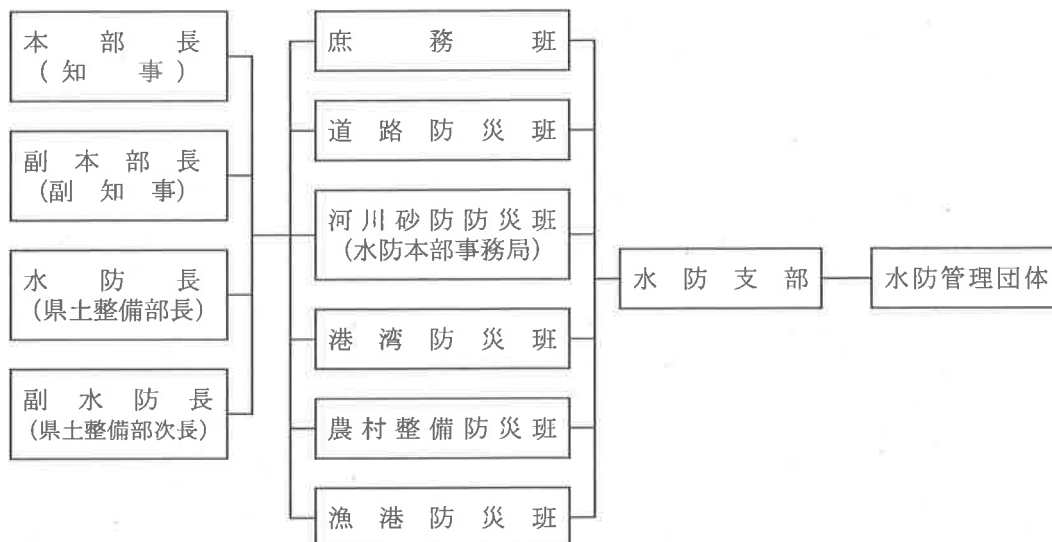 本部長
(知事)
副本部長
(副知事)
水防長
(県土整備部長)
副水防長
(県土整備部次長)
庶務班
道路防災班
河川砂防防災班
(水防本部事務局)
港湾防災班
農村整備防災班
漁港防災班
水防支部
水防管理団体